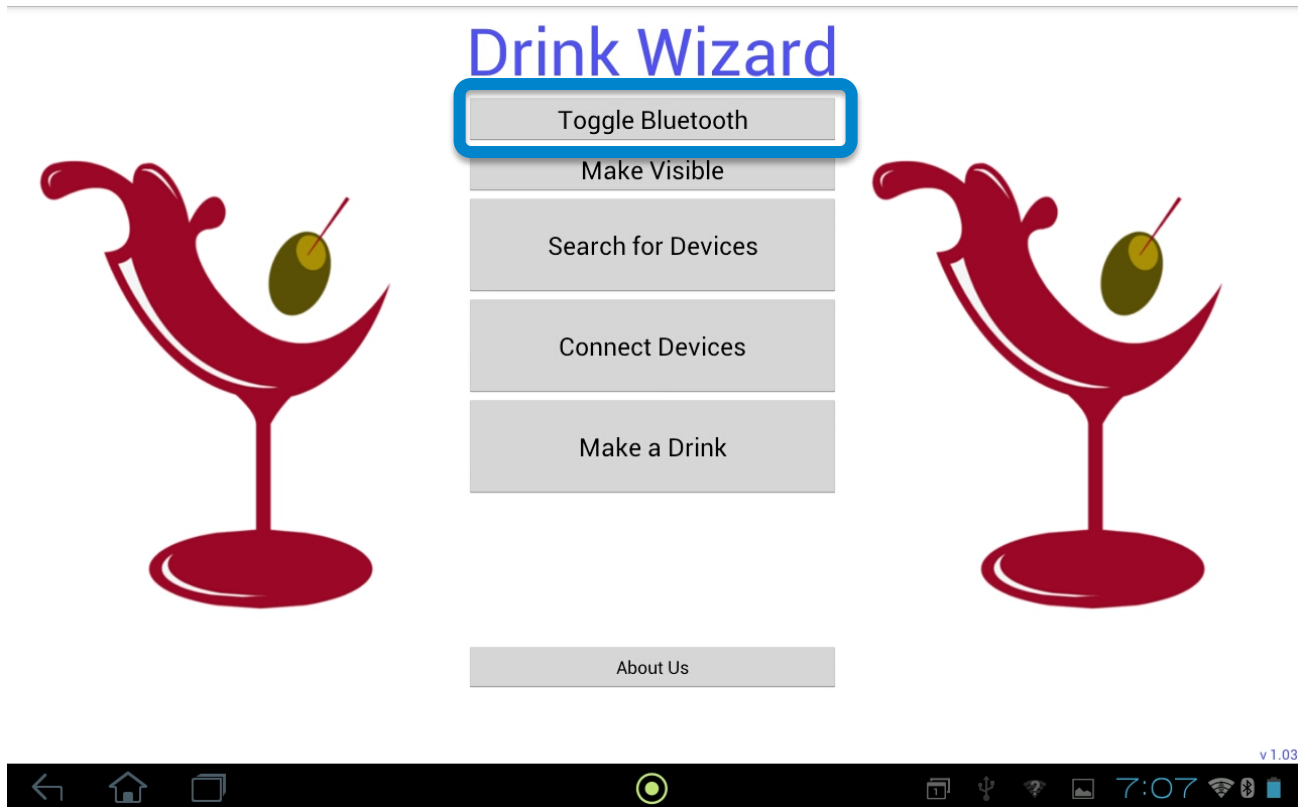 Drink Wizard
Toggle Bluetooth
Make Visible
Search for Devices
Connect Devices
Make a Drink
About Us
v 1.03
1
7:07